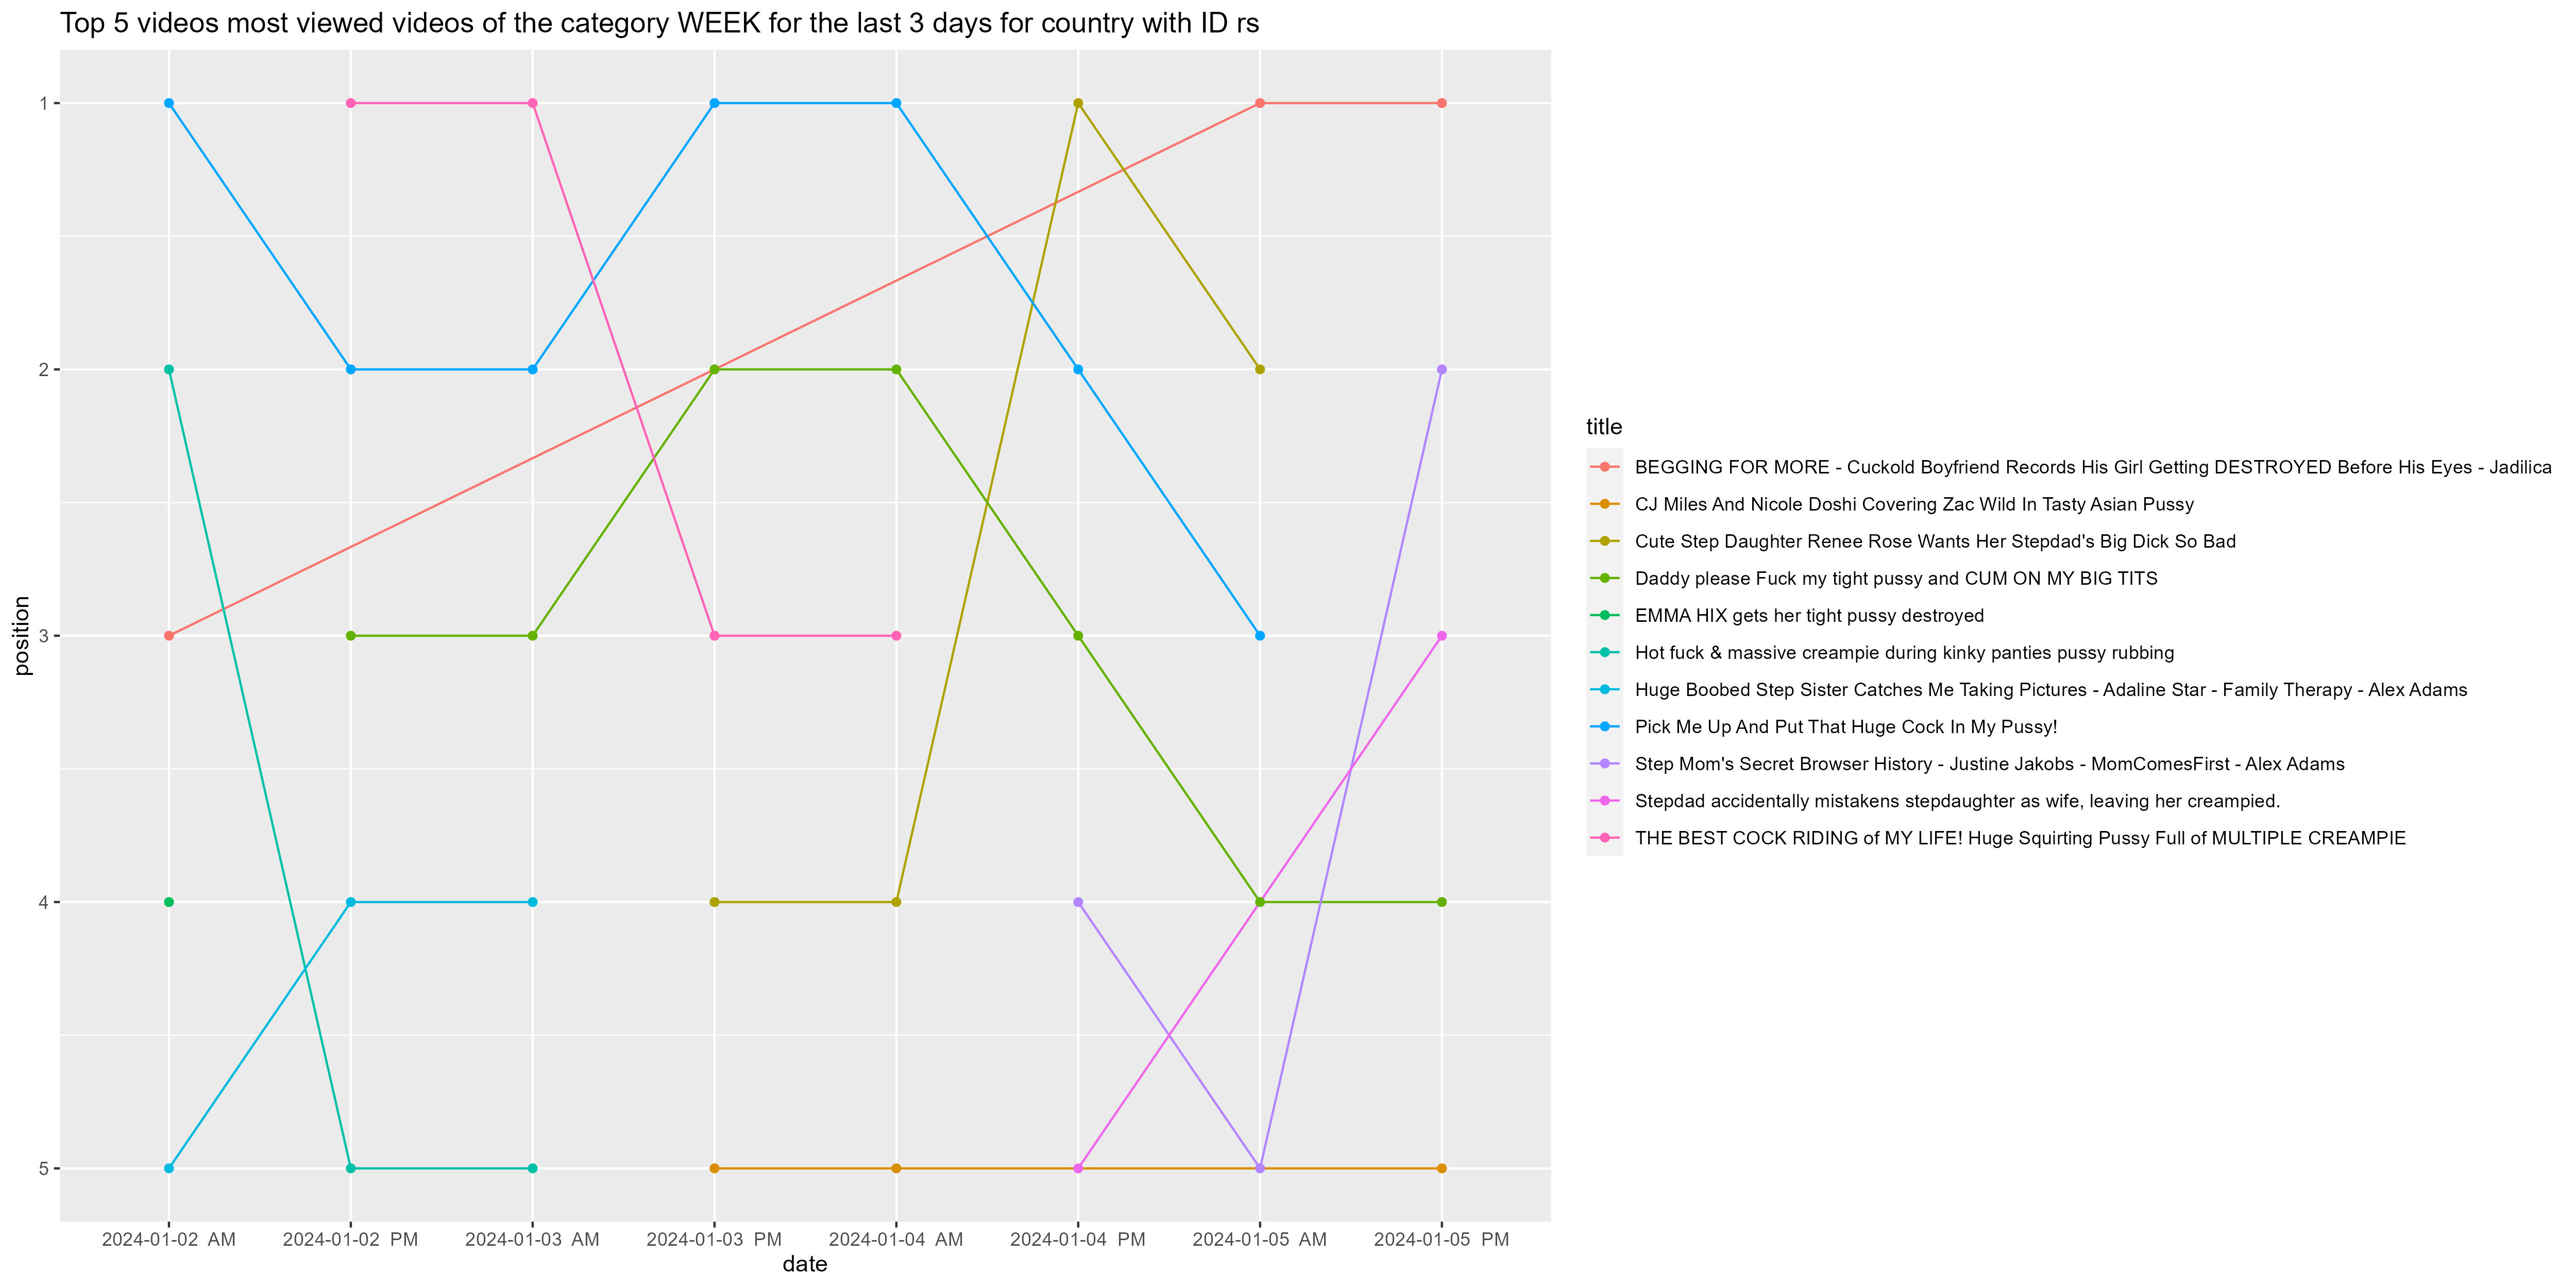 Top 5 videos most viewed videos of the category WEEK for the last 3 days for country with ID rs
position
1
2
3
4
5
2024-01-02 AM
2024-01-02 PM
2024-01-03 AM
2024-01-03 PM
2024-01-04 AM
2024-01-04 PM
2024-01-05 AM
2024-01-05 PM
date
title
BEGGING FOR MORE - Cuckold Boyfriend Records His Girl Getting DESTROYED Before His Eyes - Jadilica
CJ Miles And Nicole Doshi Covering Zac Wild In Tasty Asian Pussy
Cute Step Daughter Renee Rose Wants Her Stepdad's Big Dick So Bad
Daddy please Fuck my tight pussy and CUM ON MY BIG TITS
EMMA HIX gets her tight pussy destroyed
Hot fuck & massive creampie during kinky panties pussy rubbing
Huge Boobed Step Sister Catches Me Taking Pictures - Adaline Star - Family Therapy - Alex Adams
Pick Me Up And Put That Huge Cock In My Pussy!
Step Mom's Secret Browser History - Justine Jakobs - MomComesFirst - Alex Adams
Stepdad accidentally mistakens stepdaughter as wife, leaving her creampied.
THE BEST COCK RIDING of MY LIFE! Huge Squirting Pussy Full of MULTIPLE CREAMPIE